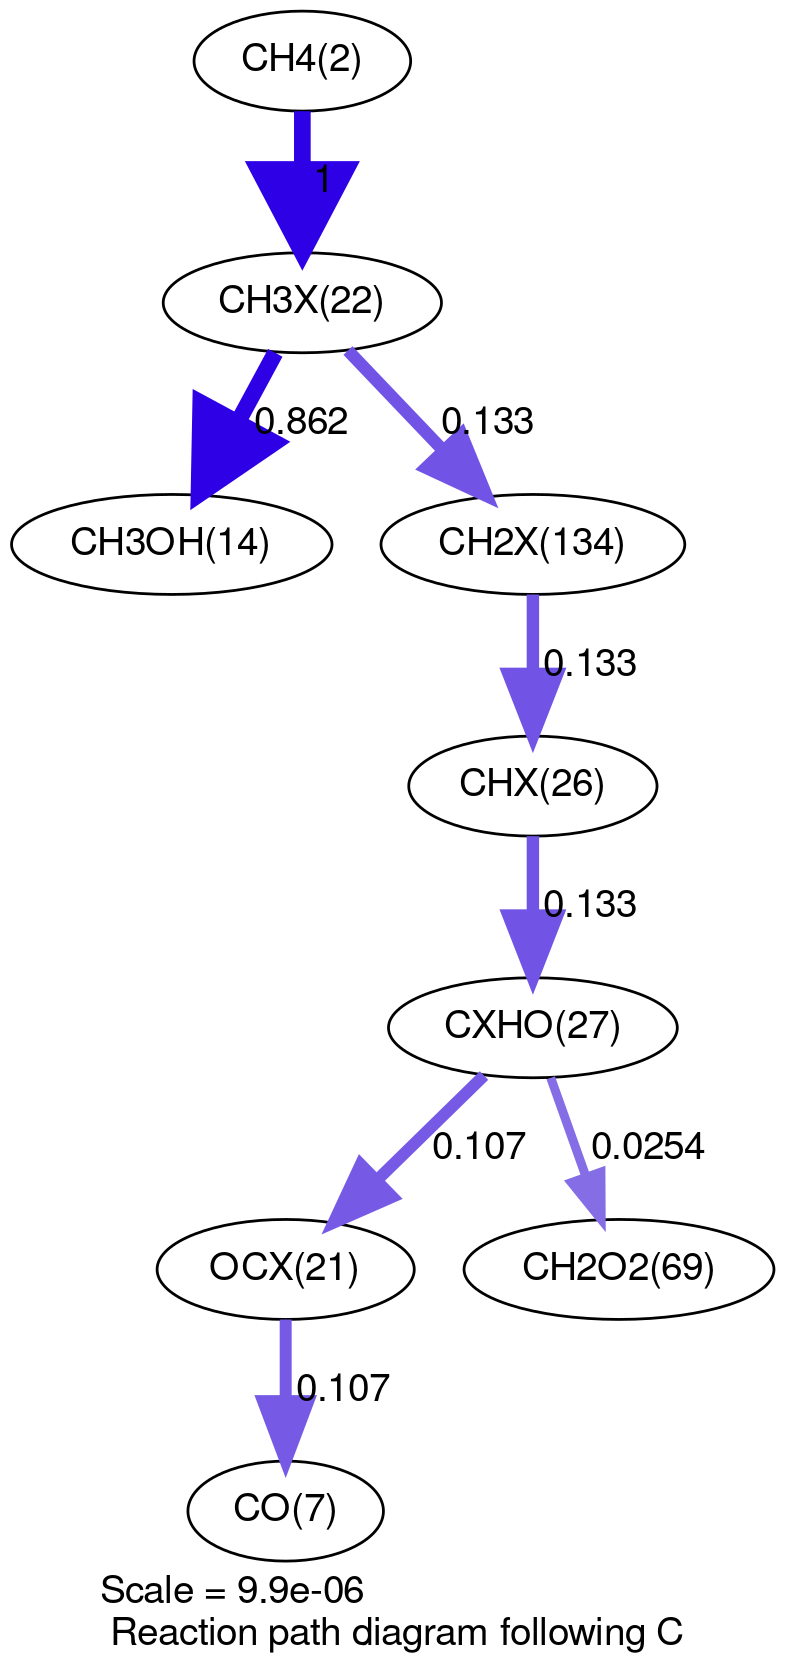 CH4(2)
1
CH3X(22)
0.862
0.133
CH3OH(14)
CH2X(134)
0.133
CHX(26)
0.133
CXHO(27)
0.107
0.0254
OCX(21)
CH2O2(69)
0.107
CO(7)
Scale = 9.9e-06
Reaction path diagram following C